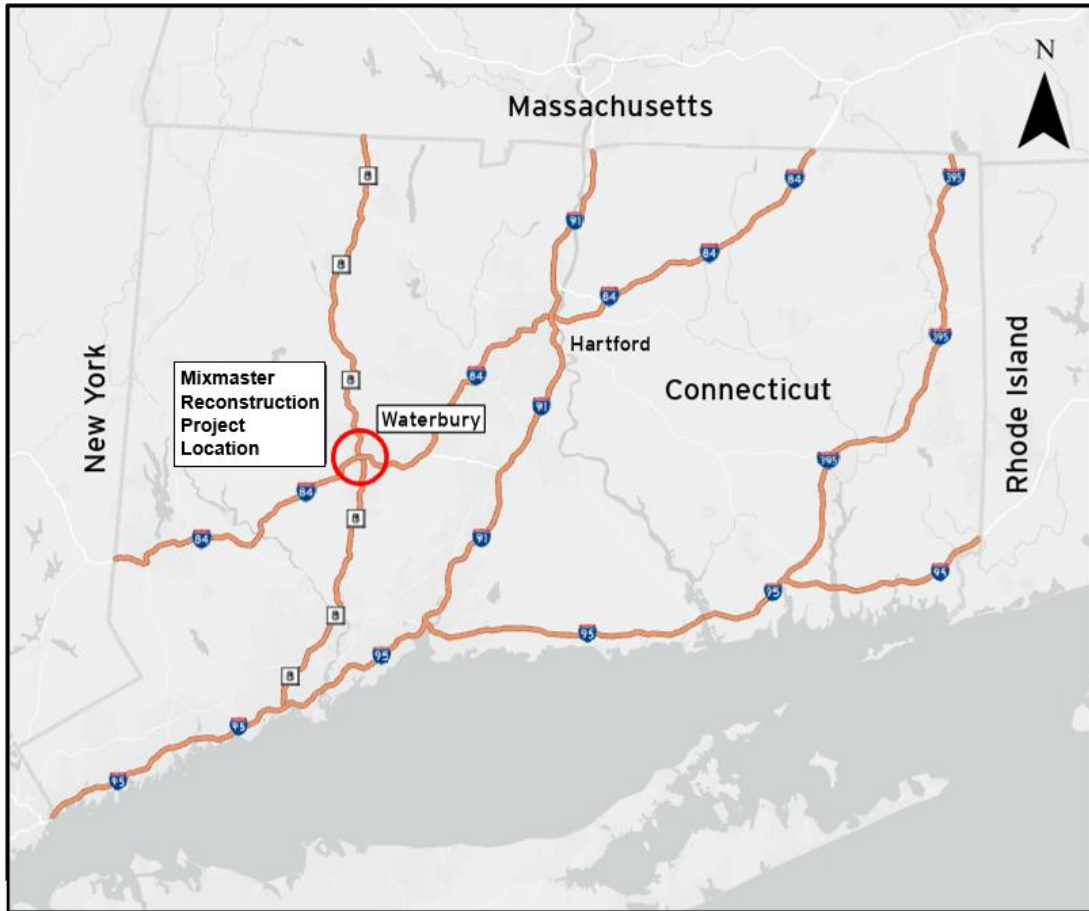 N
Massachusetts
8
395
84
91
84
8
84
Hartford
395
New York
Mixmaster
Reconstruction
Project
Location
8
84
Connecticut
Rhode Island
Waterbury
91
395
84
8
84
91
95
95
8
95
95
8
95
95